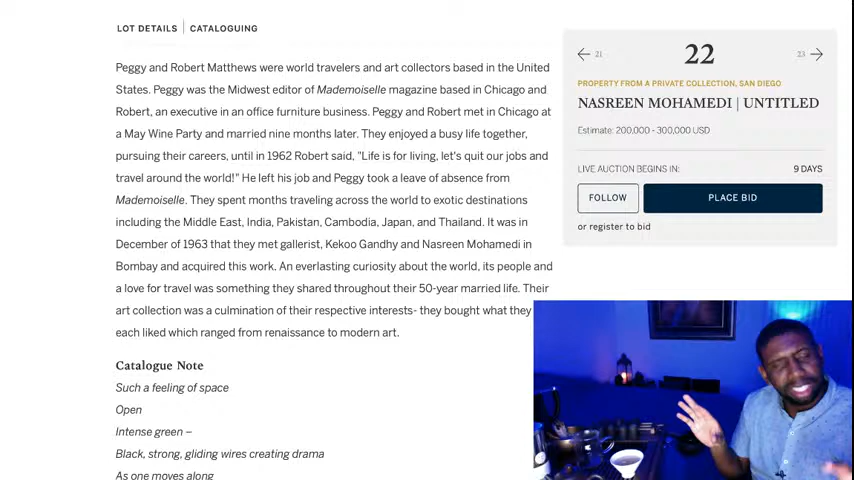 LOT DETAILS | CATALOGUING
Peggy and Robert Matthews were world travelers and art collectors based in the United
States. Peggy was the Midwest editor of Mademoiselle magazine based in Chicago and
Robert, an executive in an office furniture business. Peggy and Robert met in Chicago at
a May Wine Party and married nine months later. They enjoyed a busy life together,
pursuing their careers, until in 1962 Robert said, "Life is for living, let's quit our jobs and
travel around the world!" He left his job and Peggy took a leave of absence from
Mademoiselle. They spent months traveling across the world to exotic destinations
including the Middle East, India, Pakistan, Cambodia, Japan, and Thailand. It was in
December of 1963 that they met gallerist, Kekoo Gandhy and Nasreen Mohamedi in
Bombay and acquired this work. An everlasting curiosity about the world, its people and
a love for travel was something they shared throughout their 50-year married life. Their
art collection was a culmination of their respective interests- they bought what they
each liked which ranged from renaissance to modern art.
Catalogue Note
Such a feeling of space
Open
Intense green –
Black, strong, gliding wires creating drama
As one moves along
21
22
23
PROPERTY FROM A PRIVATE COLLECTION, SAN DIEGO
NASREEN MOHAMEDI | UNTITLED
Estimate: 200,000 - 300,000 USD
LIVE AUCTION BEGINS IN: 9 DAYS
FOLLOW PLACE BID
or register to bid